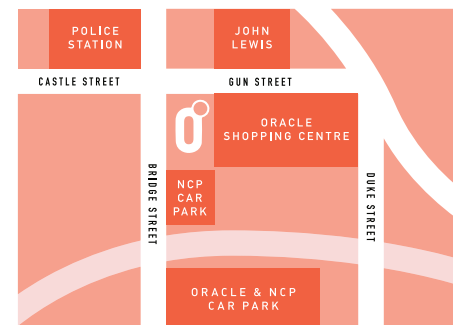 POLICE
STATION
JOHN
LEWIS
CASTLE STREET
GUN STREET
ORACLE
SHOPPING CENTRE
BRIDGE STREET
NCP
CAR
PARK
DUKE STREET
ORACLE & NCP
CAR PARK